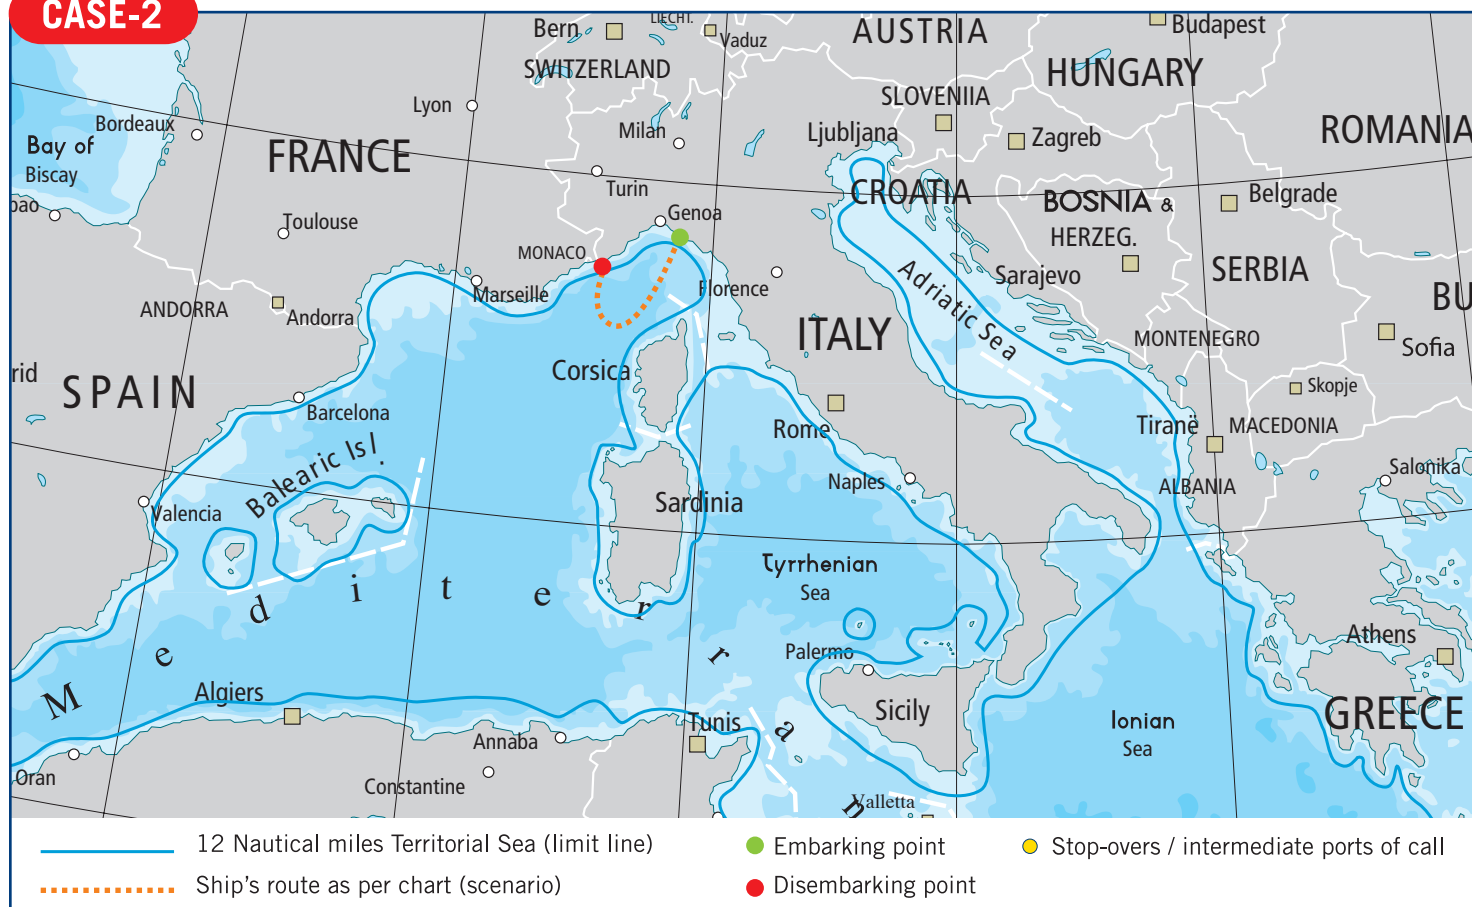 CASE-2
LIECHT.
Bern
Vaduz
AUSTRIA
Budapest
SWITZERLAND
HUNGARY
SLOVENIIA
Lyon
Bordeaux
Milan
Ljubljana
Zagreb
ROMANIA
Bay of
Biscay
FRANCE
Turin
CROATIA
BOSNIA &
HERZEG.
Belgrade
bao
Toulouse
Genoa
MONACO
Sarajevo
SERBIA
Adriatic Sea
Marseille
Florence
ANDORRA
Andorra
ITALY
MONTENEGRO
BU
Sofia
rid
SPAIN
Corsica
Skopje
Barcelona
Rome
Tiranë
MACEDONIA
Balearic Isl.
Naples
Salonika
Valencia
Sardinia
ALBANIA
Tyrrhenian
Sea
Mediterran
Athens
Palermo
Algiers
Sicily
Ionian
Sea
GREECE
Tunis
Annaba
Oran
Constantine
Valletta
12 Nautical miles Territorial Sea (limit line)
Embarking point
Stop-overs / intermediate ports of call
Ship's route as per chart (scenario)
Disembarking point